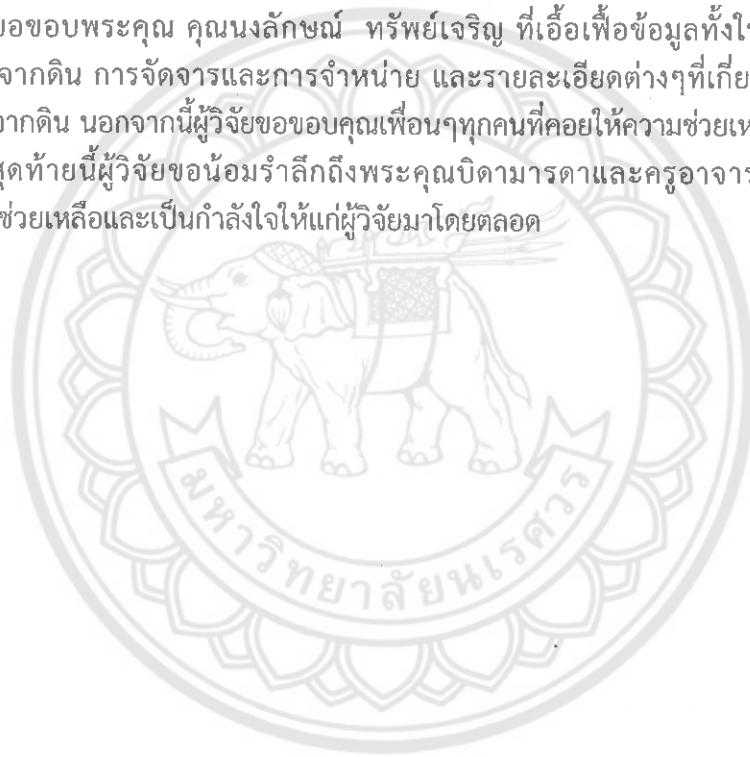 ขอขอบพระคุณ คุณนงลักษณ์ ทรัพย์เจริญ ที่เอื้อเฟื้อข้อมูลทั้งใ
จากดิน การจัดจารและการจำหน่าย และรายละเอียดต่างๆที่เกี่ย
จากดิน นอกจากนี้ผู้วิจัยขอขอบคุณเพื่อนๆทุกคนที่คอยให้ความช่วยเห
สุดท้ายนี้ผู้วิจัยขอน้อมรำลึกถึงพระคุณบิดามารดาและครูอาจาร
ช่วยเหลือและเป็นกำลังใจให้แก่ผู้วิจัยมาโดยตลอด
มหาวิทยาลัยนเรศวร